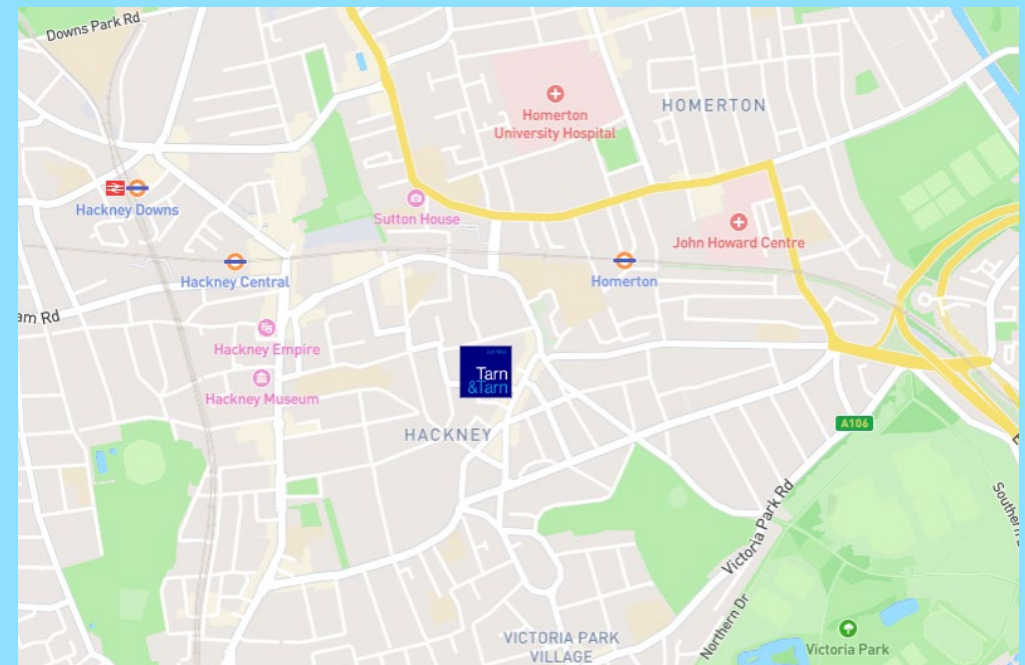 Downs Park Rd
HOMERTON
Homerton
University Hospital
Hackney Downs
Sutton House
John Howard Centre
Hackney Central
Homerton
am Rd
Hackney Empire
Tarn
&Tarn
Hackney Museum
HACKNEY
A106
Victoria Park Rd
Southern
Northern Dr
VICTORIA PARK
VILLAGE
Victoria Park